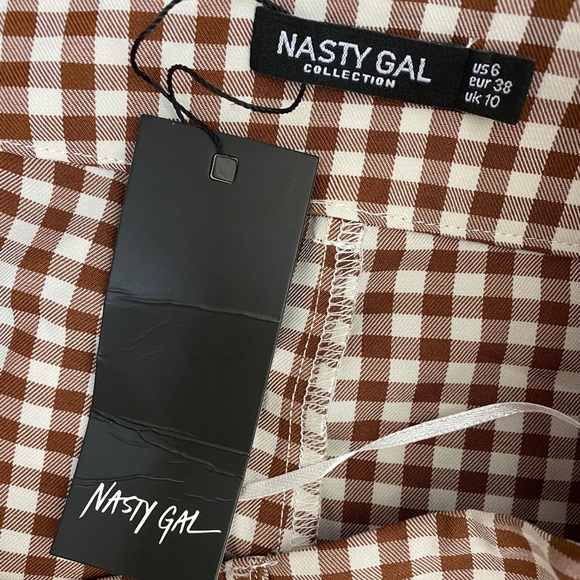 NASTY GAL
COLLECTION
us 6
eur 38
uk 10
NASTY GAL